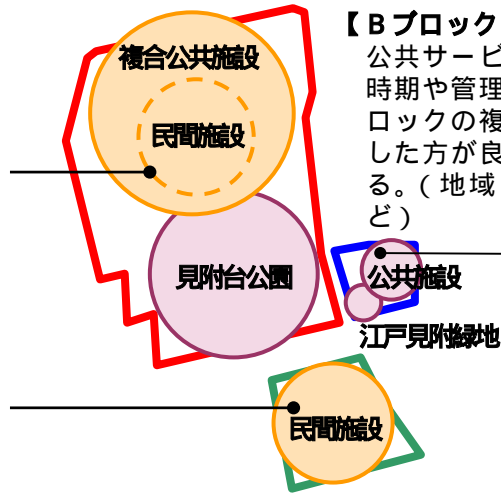 【Bブロック
公共サービ
時期や管理
ロックの複
した方が良
る。(地域
ど)
複合公共施設
民間施設
見附台公園
公共施設
江戸見附緑地
民間施設